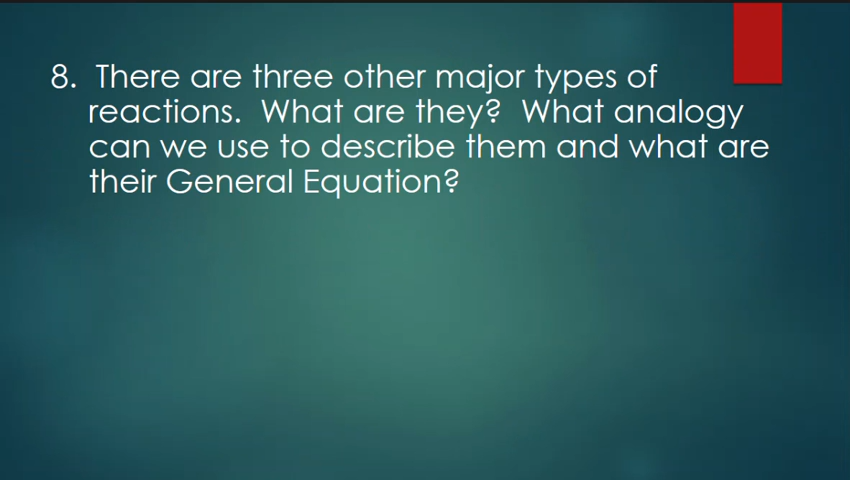 8. There are three other major types of
reactions. What are they? What analogy
can we use to describe them and what are
their General Equation?